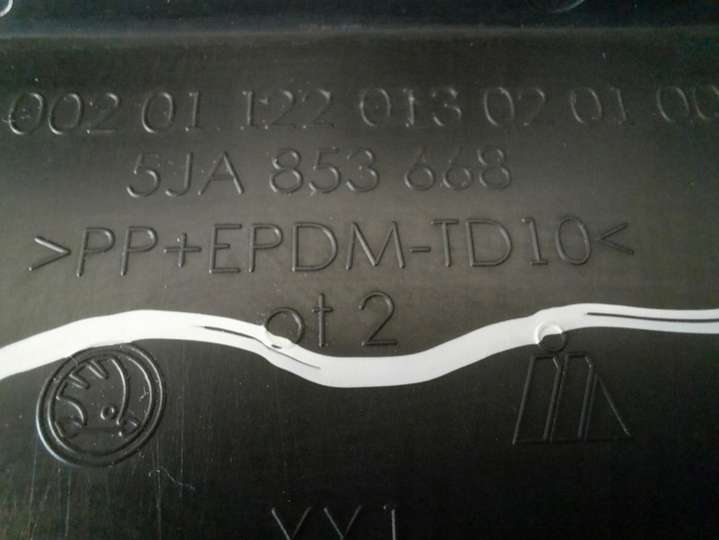 002 01 122 013 02 01 00
5JA 853 668
>PP+EPDM-TD10<
ot 2